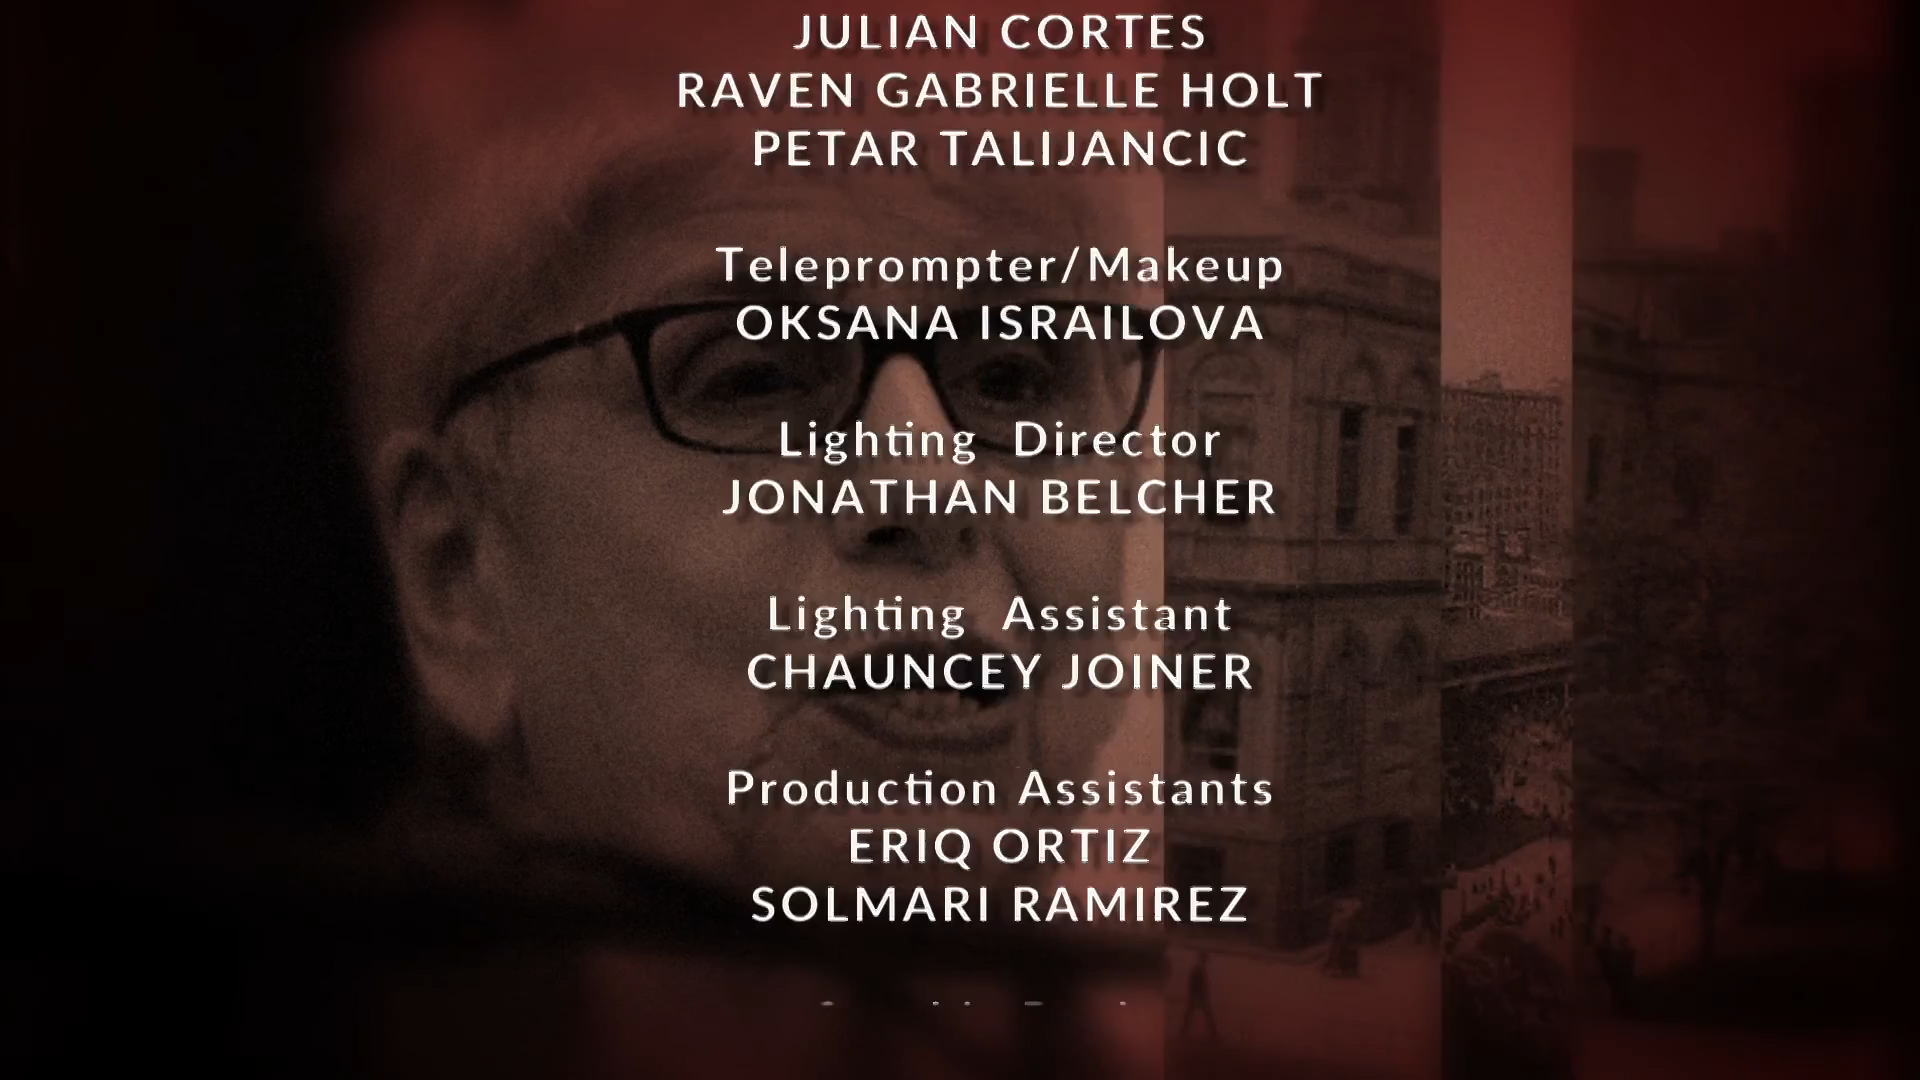 JULIAN CORTES
RAVEN GABRIELLE HOLT
PETAR TALIJANCIC
Teleprompter/Makeup
OKSANA ISRAILOVA
Lighting Director
JONATHAN BELCHER
Lighting Assistant
CHAUNCEY JOINER
Production Assistants
ERIQ ORTIZ
SOLMARI RAMIREZ